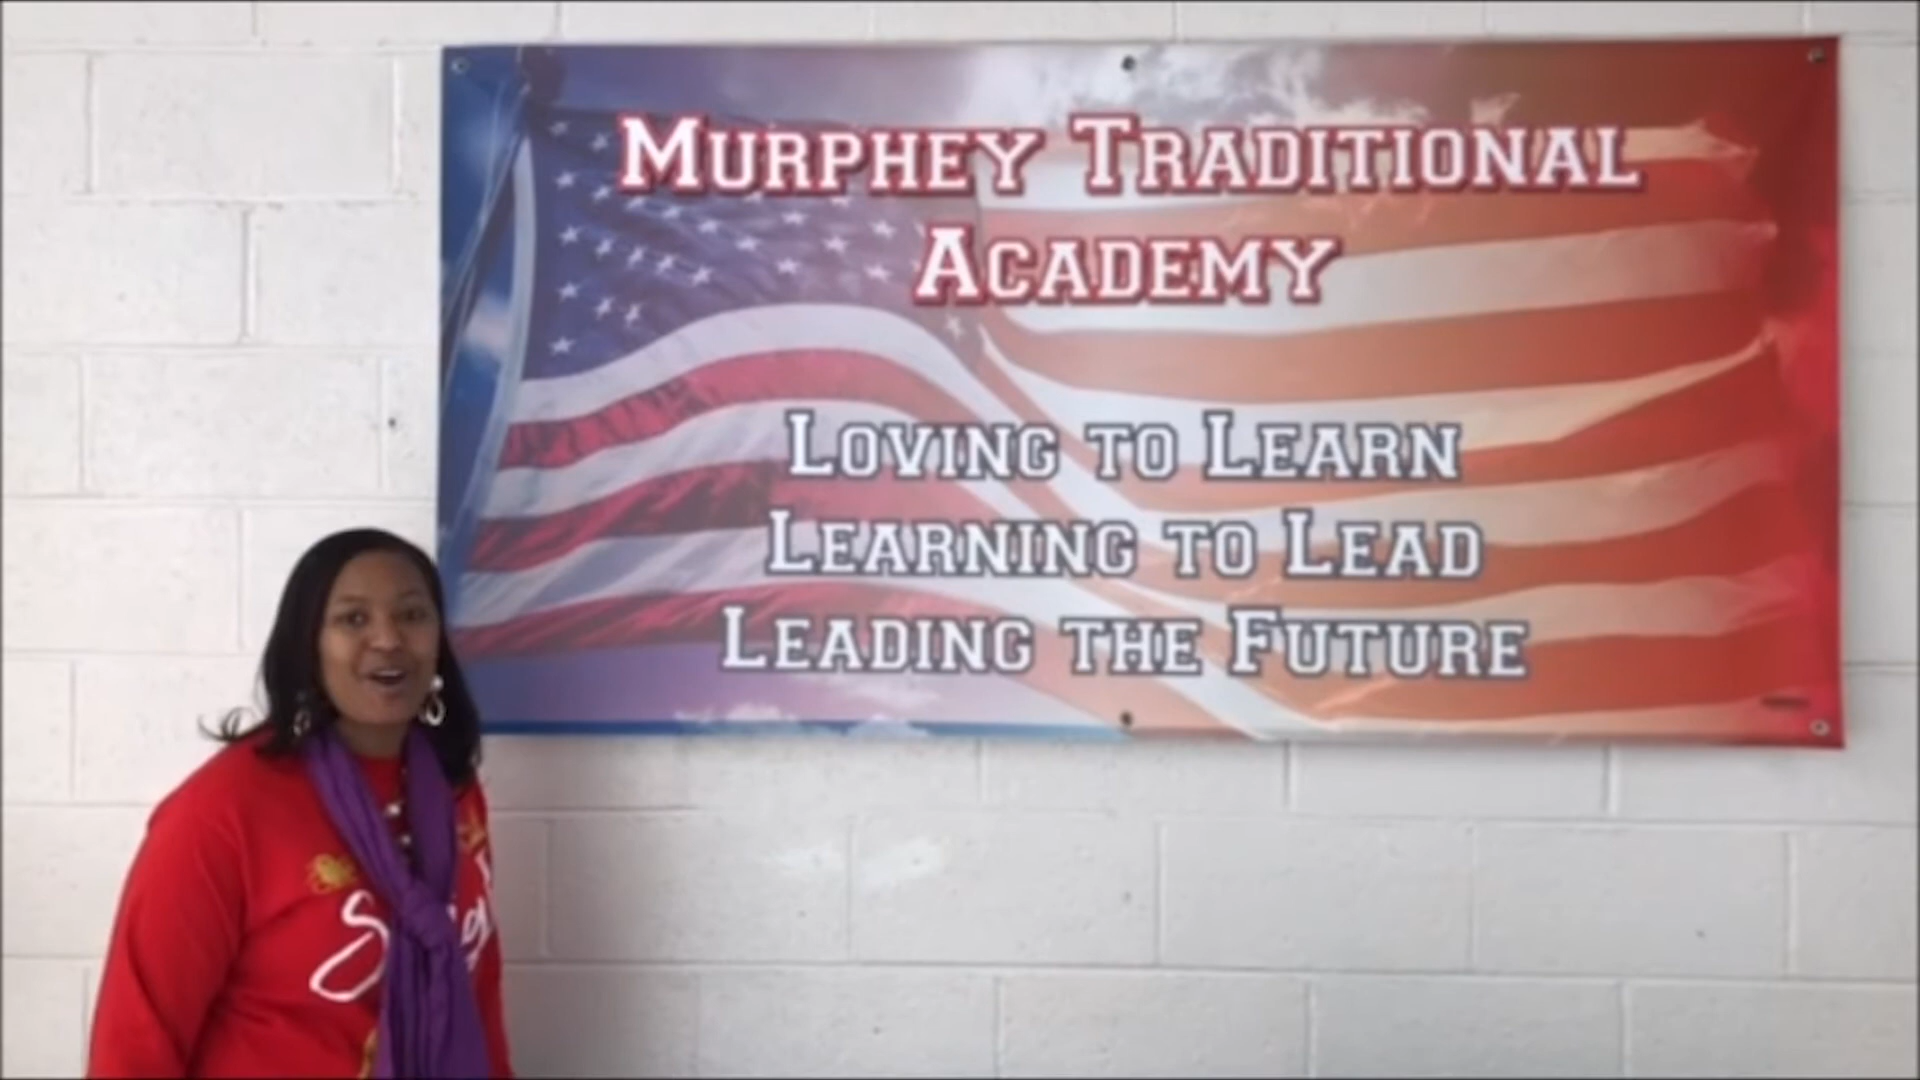 MURPHEY TRADITIONAL
ACADEMY
LOVING TO LEARN
LEARNING TO LEAD
LEADING THE FUTURE